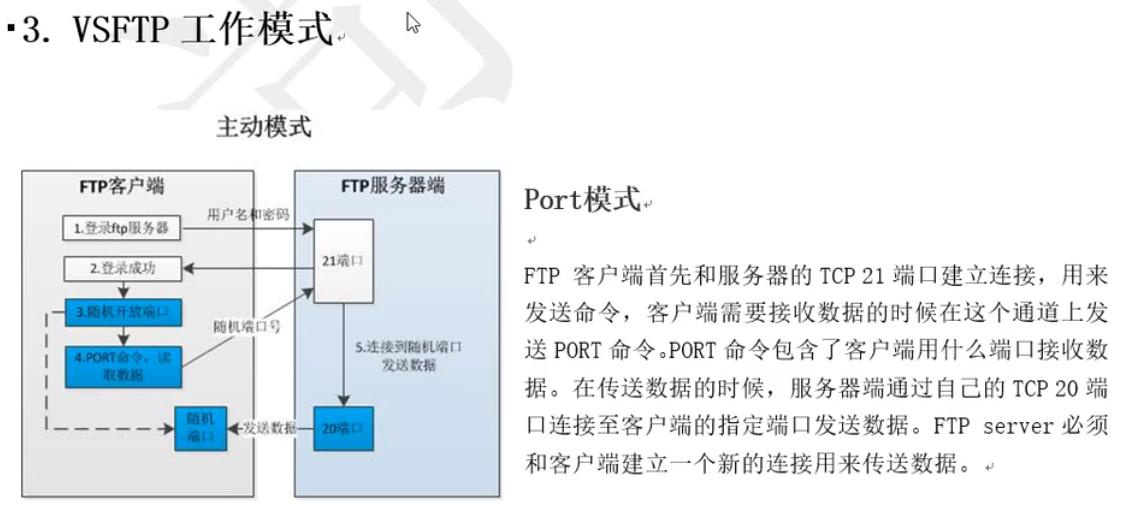 ▪3. VSFTP 工作模式
主动模式
FTP客户端
FTP服务器端
1.登录ftp服务器
用户名和密码
21端口
2.登录成功
3.随机开放端口
随机端口号
4.PORT命令，读
取数据
5.连接到随机端口
发送数据
随机
端口
发送数据
20端口
Port模式
FTP 客户端首先和服务器的 TCP 21 端口建立连接，用来
发送命令，客户端需要接收数据的时候在这个通道上发
送 PORT 命令。PORT 命令包含了客户端用什么端口接收数
据。在传送数据的时候，服务器端通过自己的 TCP 20 端
口连接至客户端的指定端口发送数据。FTP server 必须
和客户端建立一个新的连接用来传送数据。